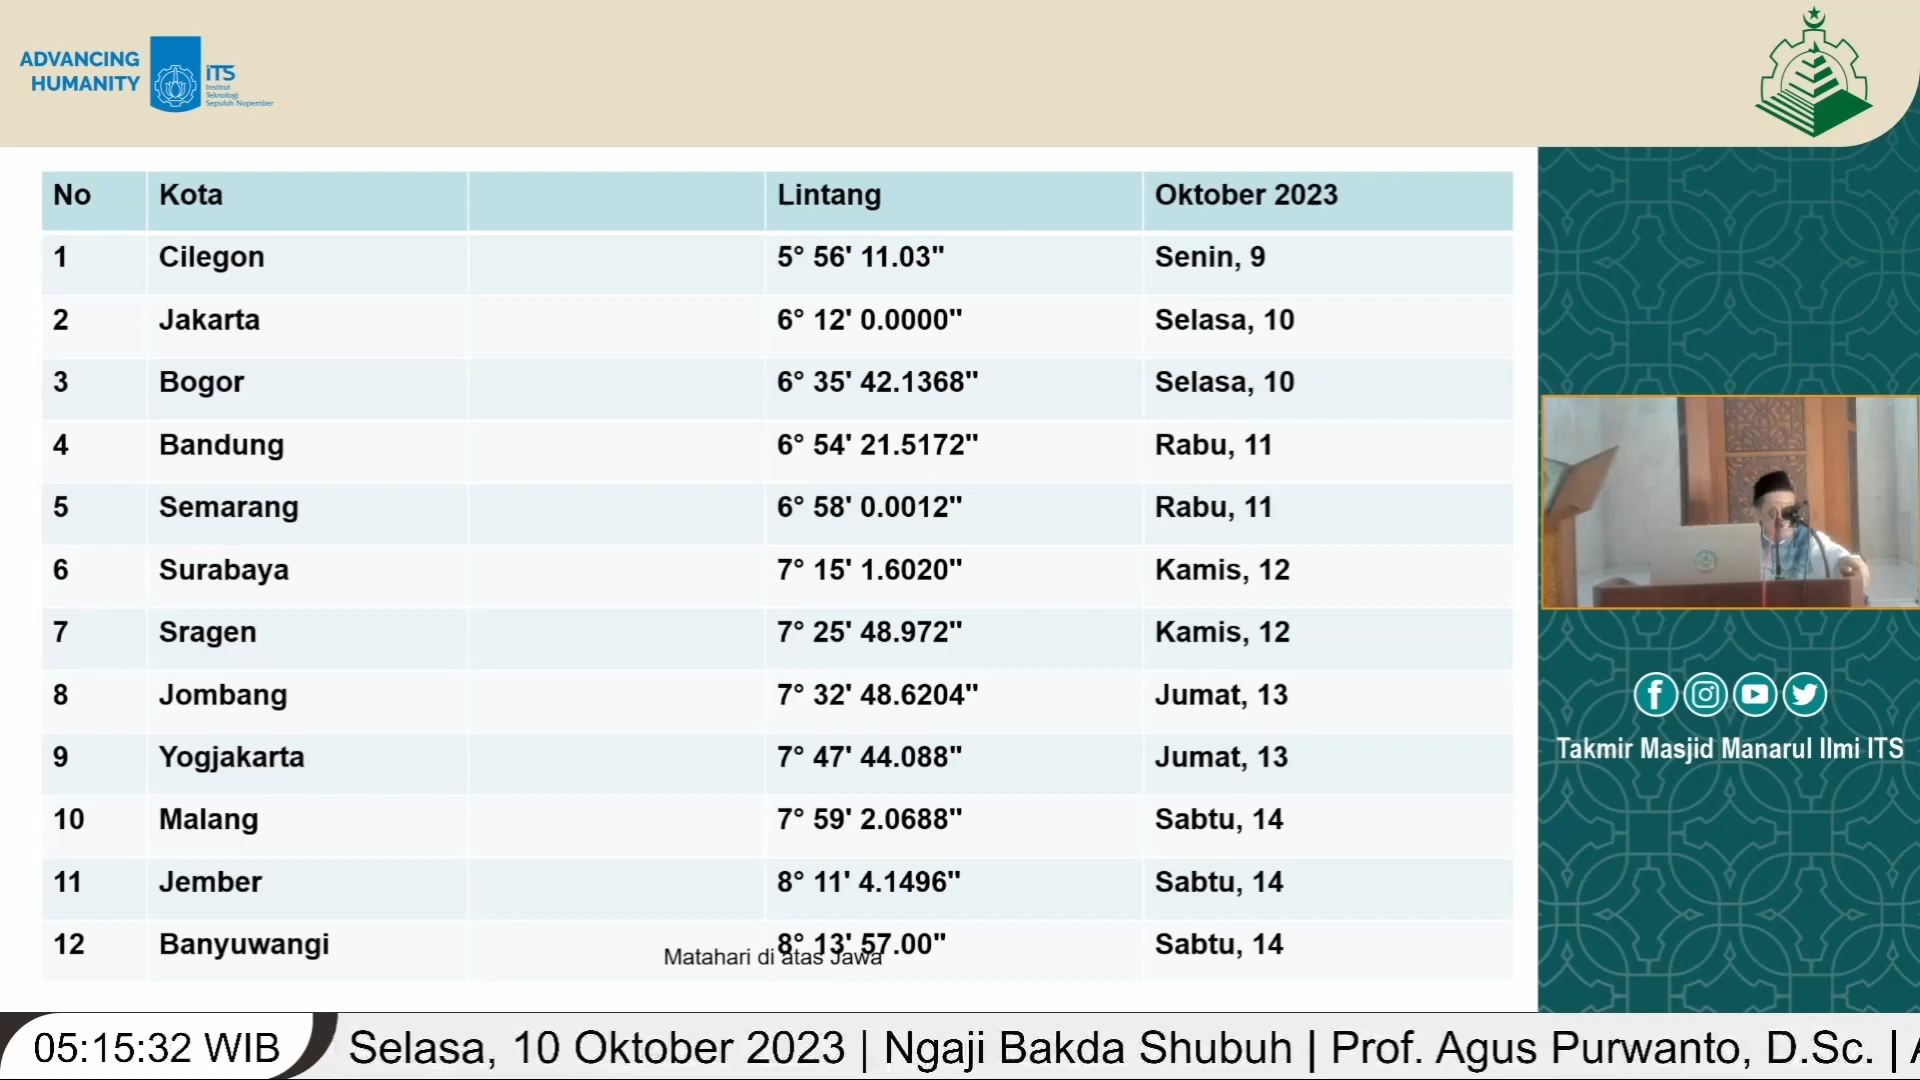 ADVANCING
HUMANITY
ITS
Institut
Teknologi
Sepuluh Nopember
No Kota Lintang Oktober 2023
1 Cilegon 5° 56' 11.03" Senin, 9
2 Jakarta 6° 12' 0.0000" Selasa, 10
3 Bogor 6° 35' 42.1368" Selasa, 10
4 Bandung 6° 54' 21.5172" Rabu, 11
5 Semarang 6° 58' 0.0012" Rabu, 11
6 Surabaya 7° 15' 1.6020" Kamis, 12
7 Sragen 7° 25' 48.972" Kamis, 12
8 Jombang 7° 32' 48.6204" Jumat, 13
9 Yogjakarta 7° 47' 44.088" Jumat, 13
10 Malang 7° 59' 2.0688" Sabtu, 14
11 Jember 8° 11' 4.1496" Sabtu, 14
12 Banyuwangi 8° 13' 57.00" Sabtu, 14
Matahari di atas Jawa
Takmir Masjid Manarul Ilmi ITS
05:15:32 WIB Selasa, 10 Oktober 2023 | Ngaji Bakda Shubuh | Prof. Agus Purwanto, D.Sc. |